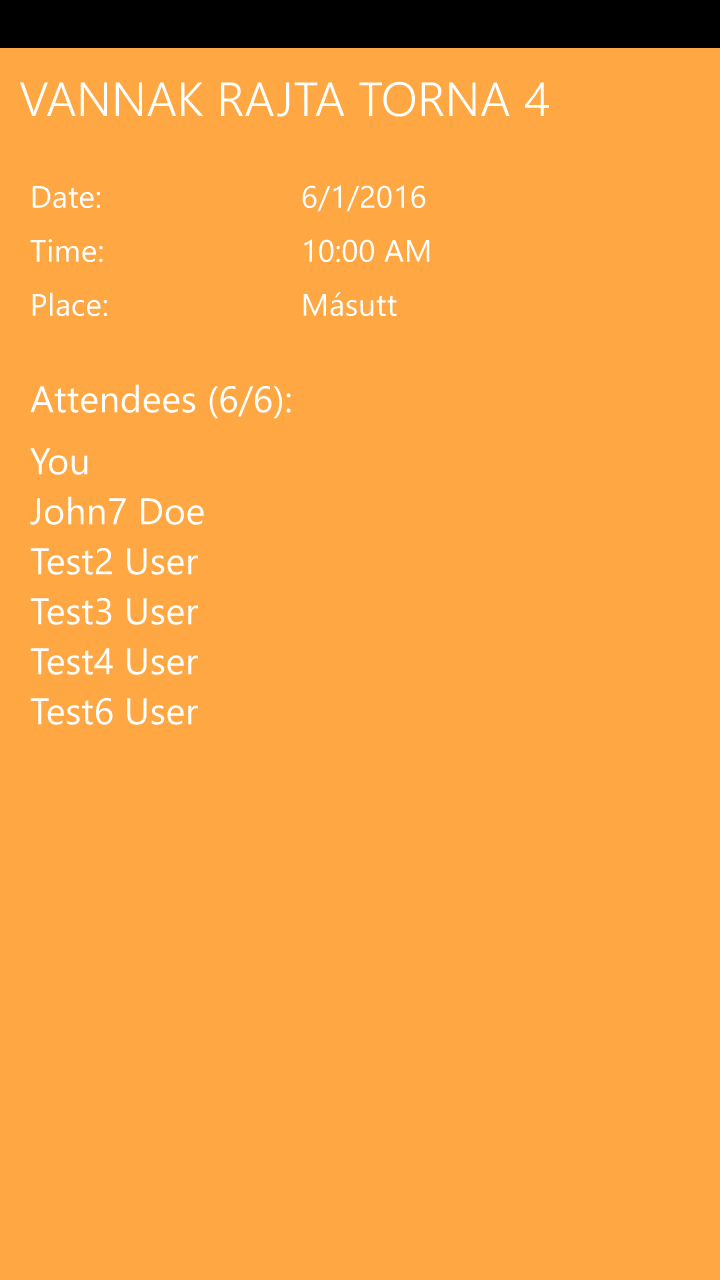 VANNAK RAJTA TORNA 4
Date: 6/1/2016
Time: 10:00 AM
Place: Másutt
Attendees (6/6):
You
John7 Doe
Test2 User
Test3 User
Test4 User
Test6 User